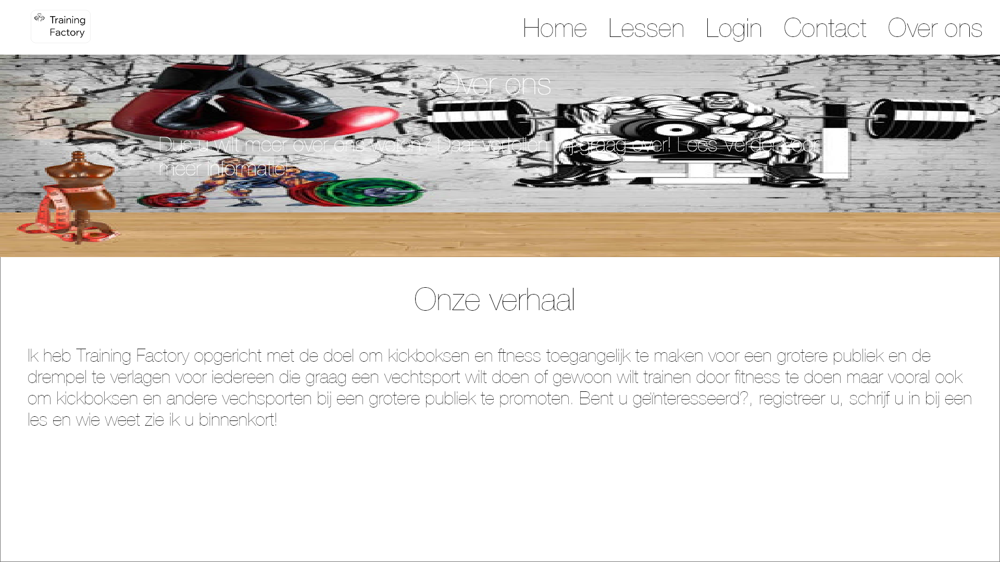 Training
Factory
Home Lessen Login Contact Over ons
Over ons
Dus u wilt meer over ons weten? Daar vertellen wij graag over! Lees verder voor
meer informatie!
Onze verhaal
Ik heb Training Factory opgericht met de doel om kickboksen en fitness toegangelijk te maken voor een grotere publiek en de
drempel te verlagen voor iedereen die graag een vechtsport wilt doen of gewoon wilt trainen door fitness te doen maar vooral ook
om kickboksen en andere vechsporten bij een grotere publiek te promoten. Bent u geïnteresseerd?, registreer u, schrijf u in bij een
les en wie weet zie ik u binnenkort!